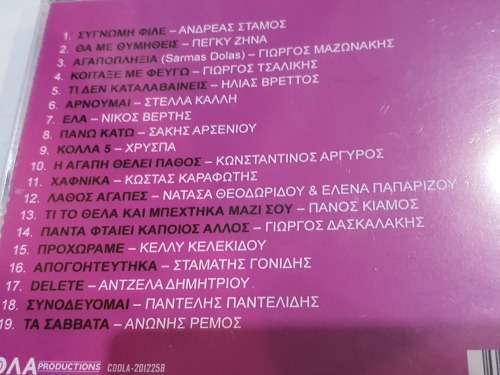 1. ΣΥΓΝΩΜΗ ΦΙΛΕ – ΑΝΔΡΕΑΣ ΣΤΑΜΟΣ
2. ΘΑ ΜΕ ΘΥΜΗΘΕΙΣ – ΠΕΓΚΥ ΖΗΝΑ
3. ΑΓΑΠΟΠΛΗΞΙΑ (Sarmas Dolas) – ΓΙΩΡΓΟΣ ΜΑΖΩΝΑΚΗΣ
4. ΚΟΙΤΑΞΕ ΜΕ ΦΕΥΓΩ – ΓΙΩΡΓΟΣ ΤΣΑΛΙΚΗΣ
5. ΤΙ ΔΕΝ ΚΑΤΑΛΑΒΑΙΝΕΙΣ – ΗΛΙΑΣ ΒΡΕΤΤΟΣ
6. ΑΡΝΟΥΜΑΙ – ΣΤΕΛΛΑ ΚΑΛΛΗ
7. ΕΛΑ – ΝΙΚΟΣ ΒΕΡΤΗΣ
8. ΠΑΝΩ ΚΑΤΩ – ΣΑΚΗΣ ΑΡΣΕΝΙΟΥ
9. ΚΟΛΛΑ 5 – ΧΡΥΣΠΑ
10. Η ΑΓΑΠΗ ΘΕΛΕΙ ΠΑΘΟΣ – ΚΩΝΣΤΑΝΤΙΝΟΣ ΑΡΓΥΡΟΣ
11. ΧΑΦΝΙΚΑ – ΚΩΣΤΑΣ ΚΑΡΑΦΩΤΗΣ
12. ΛΑΘΟΣ ΑΓΑΠΕΣ – ΝΑΤΑΣΑ ΘΕΟΔΩΡΙΔΟΥ & ΕΛΕΝΑ ΠΑΠΑΡΙΖΟΥ
13. ΤΙ ΤΟ ΘΕΛΑ ΚΑΙ ΜΠΕΧΤΗΚΑ ΜΑΖΙ ΣΟΥ – ΠΑΝΟΣ ΚΙΑΜΟΣ
14. ΠΑΝΤΑ ΦΤΑΙΕΙ ΚΑΠΟΙΟΣ ΑΛΛΟΣ – ΓΙΩΡΓΟΣ ΔΑΣΚΑΛΑΚΗΣ
15. ΠΡΟΧΩΡΑΜΕ – ΚΕΛΛΥ ΚΕΛΕΚΙΔΟΥ
16. ΑΠΟΓΟΗΤΕΥΤΗΚΑ – ΣΤΑΜΑΤΗΣ ΓΟΝΙΔΗΣ
17. DELETE – ΑΝΤΖΕΛΑ ΔΗΜΗΤΡΙΟΥ
18. ΣΥΝΟΔΕΥΟΜΑΙ – ΠΑΝΤΕΛΗΣ ΠΑΝΤΕΛΙΔΗΣ
19. ΤΑ ΣΑΒΒΑΤΑ – ΑΝΩΝΗΣ ΡΕΜΟΣ
PRODUCTIONS CDOLA-2012258